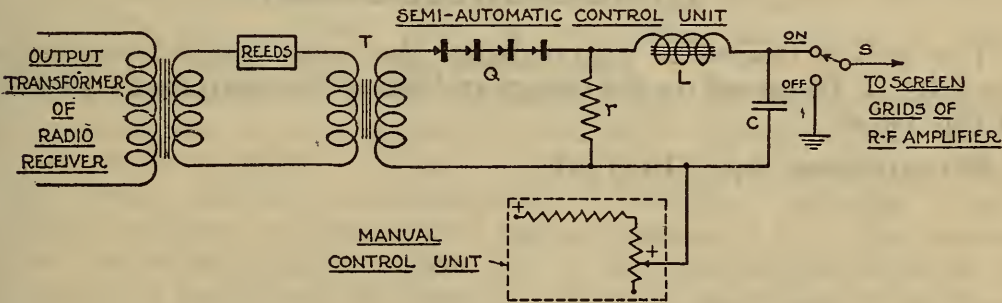 SEMI-AUTOMATIC CONTROL UNIT
OUTPUT
TRANSFORMER
OF
RADIO
RECEIVER
REEDS
T
Q
r
L
C
ON
OFF
S
TO SCREEN
GRIDS OF
R-F AMPLIFIER
MANUAL
CONTROL UNIT
+
+